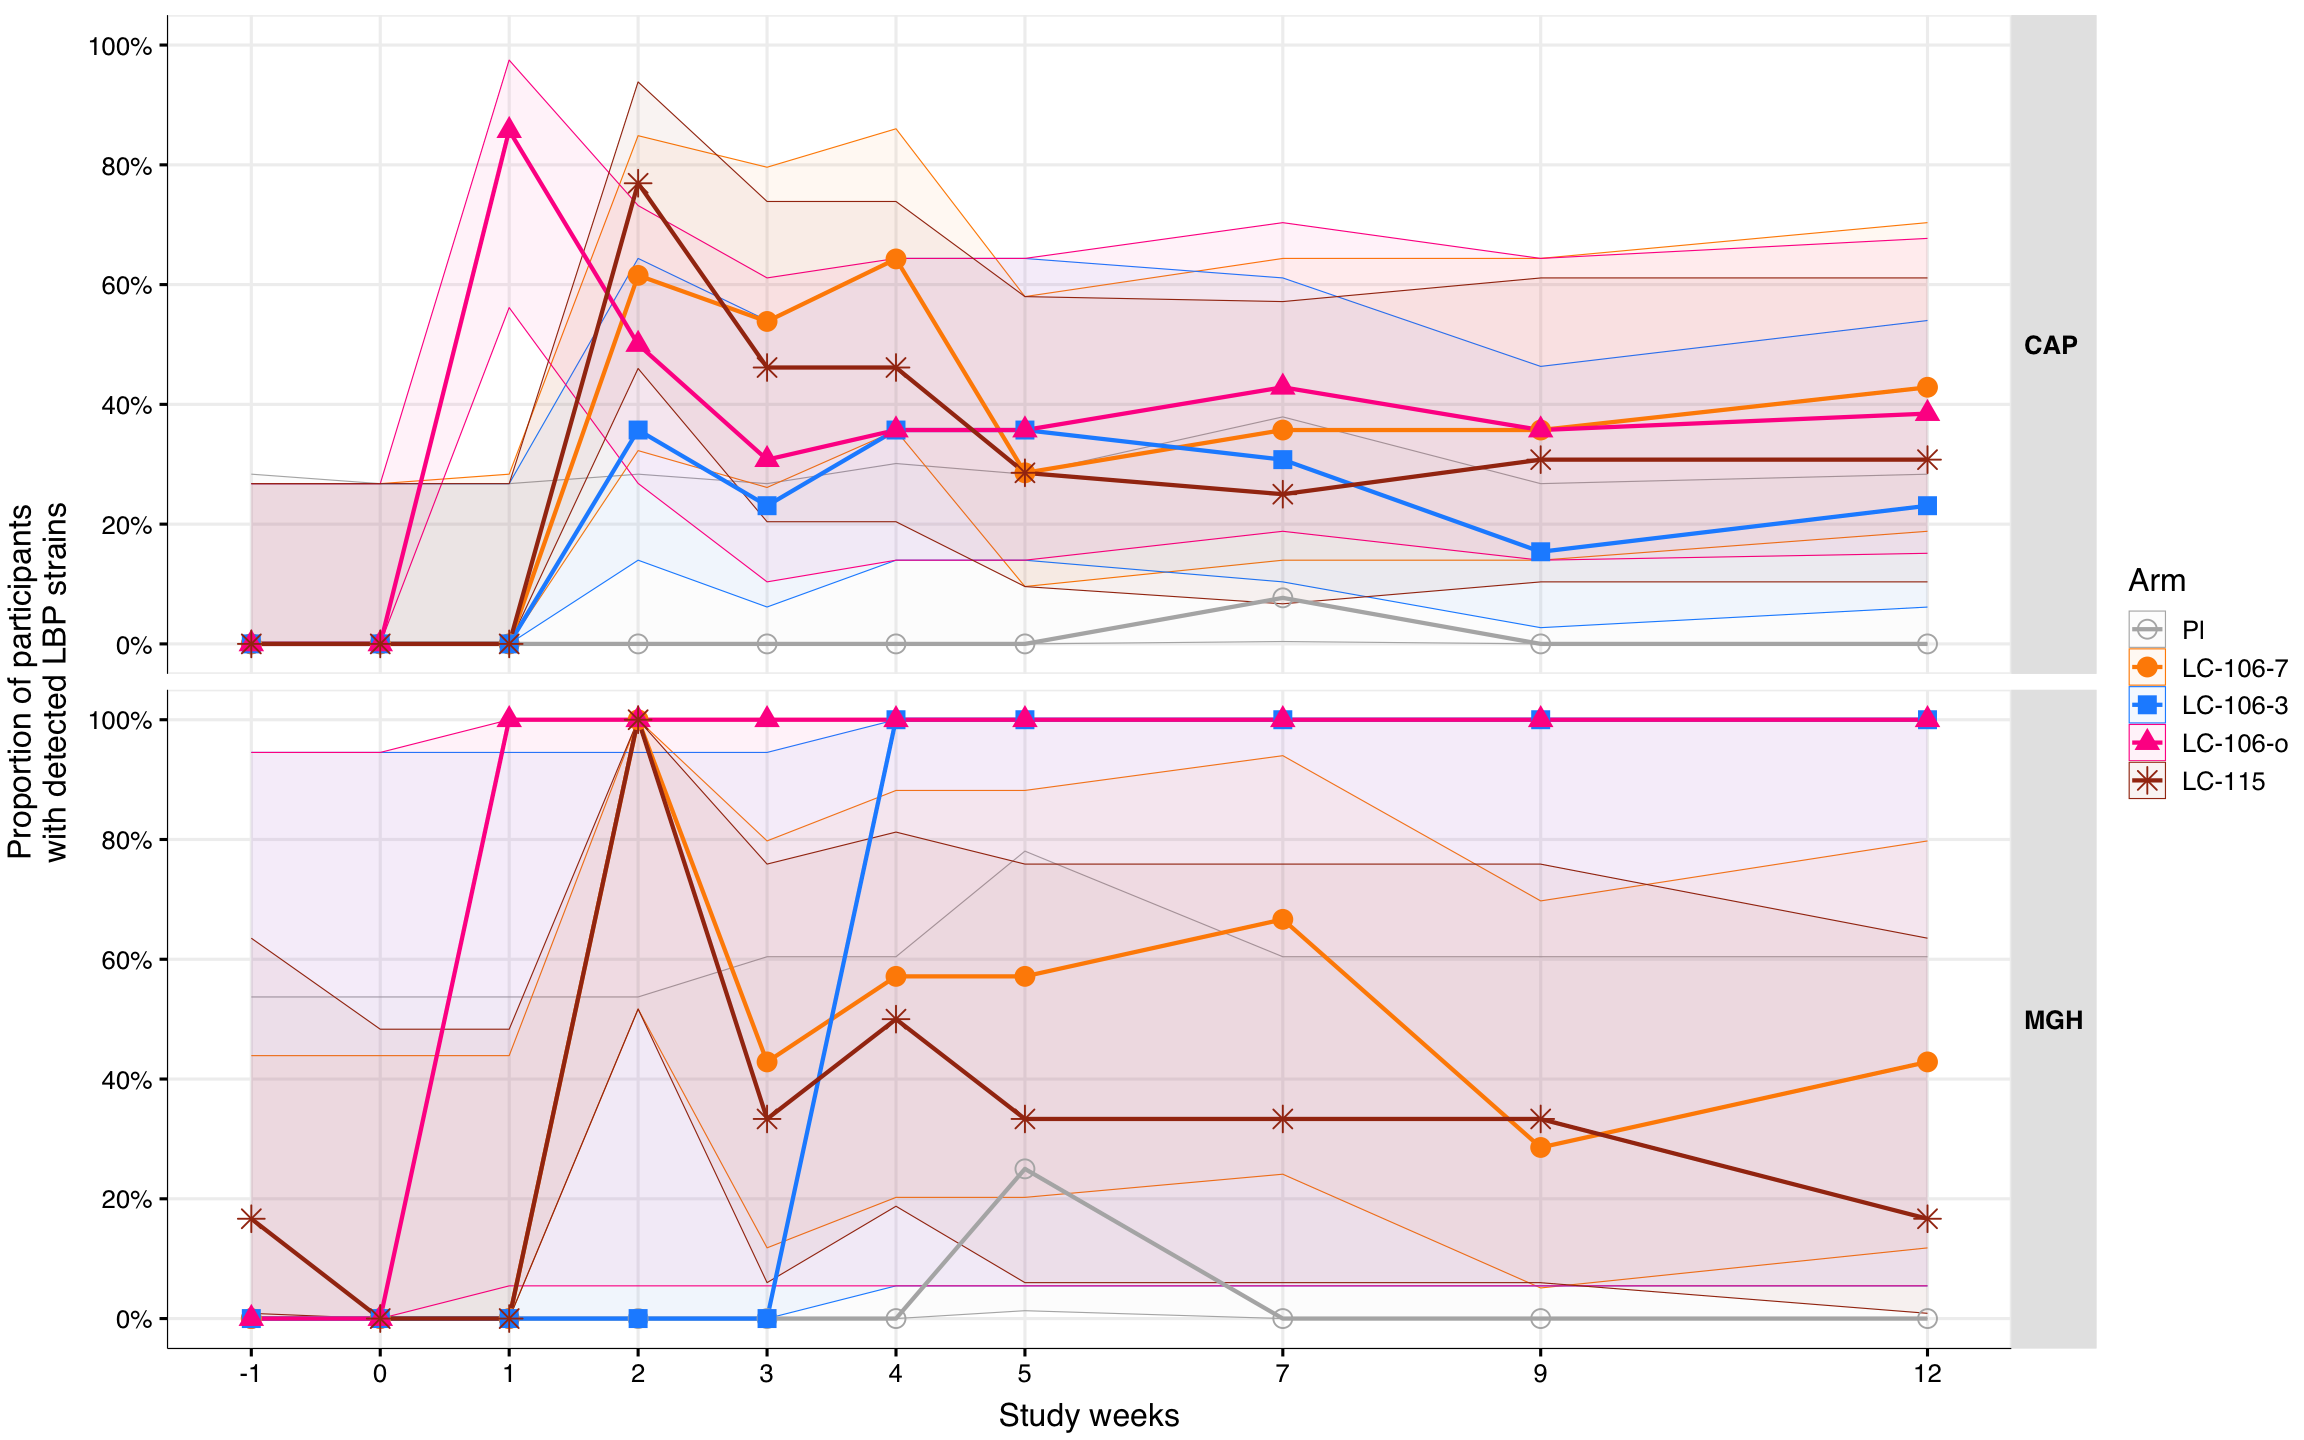 Proportion of participants
with detected LBP strains
100%
80%
60%
40%
20%
0%
CAP
100%
80%
60%
40%
20%
0%
MGH
-1 0 1 2 3 4 5 7 9 12
Study weeks
Arm
Pl
LC-106-7
LC-106-3
LC-106-o
LC-115